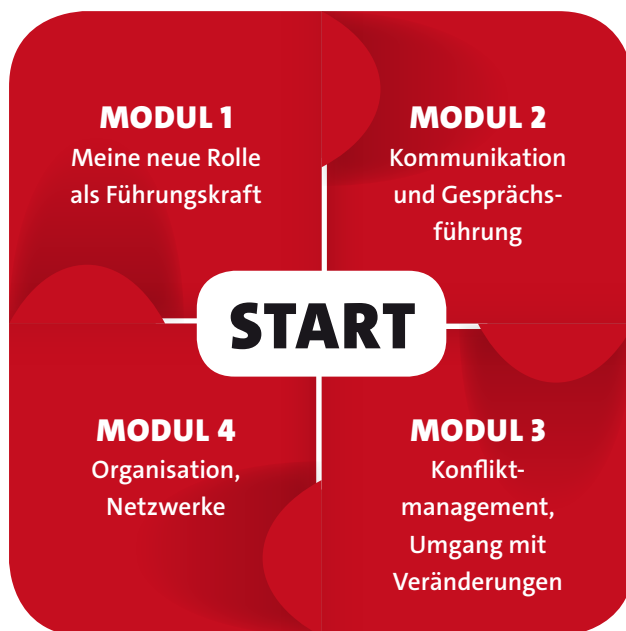 MODUL 1
Meine neue Rolle
als Führungskraft
MODUL 2
Kommunikation
und Gesprächs-
führung
START
MODUL 4
Organisation,
Netzwerke
MODUL 3
Konflikt-
management,
Umgang mit
Veränderungen